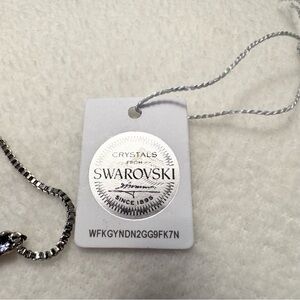 CRYSTALS
FROM
SWAROVSKI
SINCE 1895
WFKGYNDN2GG9FK7N